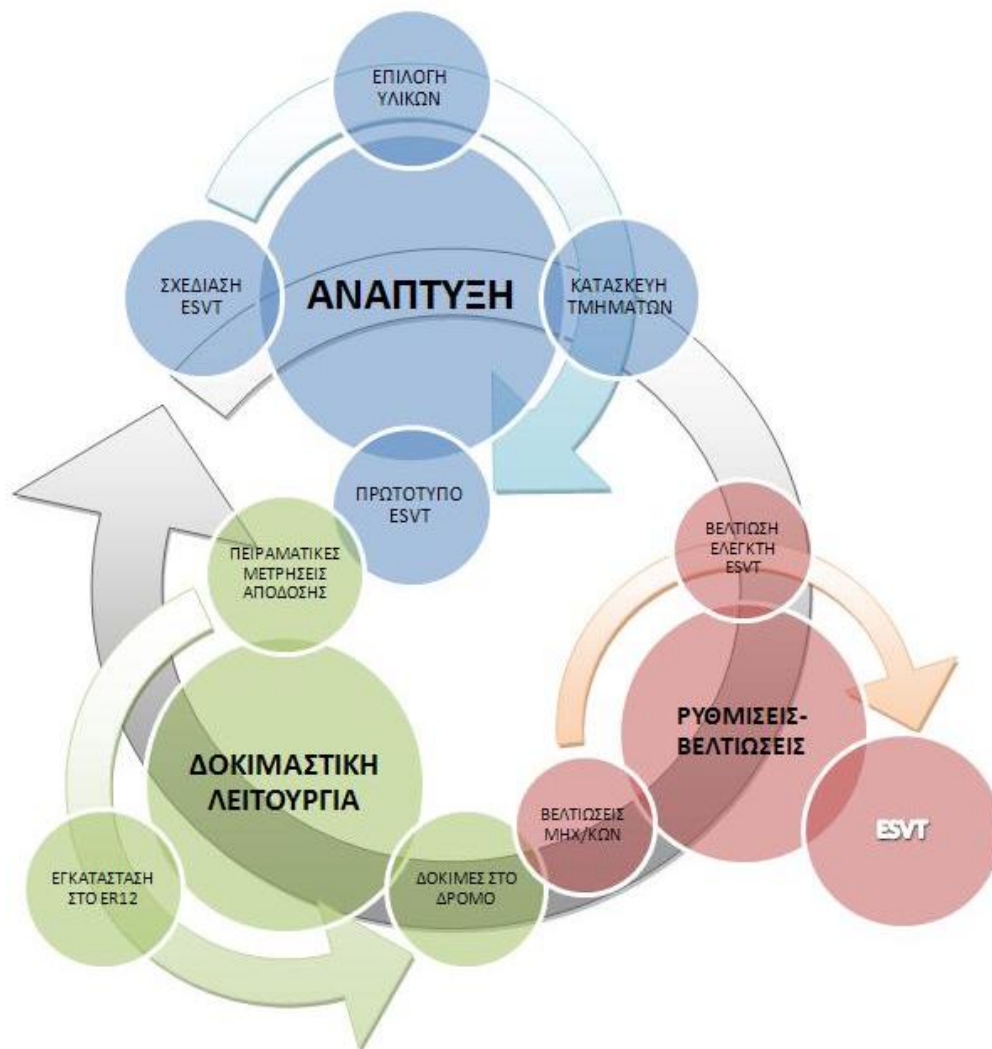 ΕΠΙΛΟΓΗ
ΥΛΙΚΩΝ
ΣΧΕΔΙΑΣΗ
ESVT
ΑΝΑΠΤΥΞΗ
ΚΑΤΑΣΚΕΥΗ
ΤΜΗΜΑΤΩΝ
ΠΡΩΤΟΤΥΠΟ
ESVT
ΠΕΙΡΑΜΑΤΙΚΕΣ
ΜΕΤΡΗΣΕΙΣ
ΑΠΟΔΟΣΗΣ
ΔΟΚΙΜΑΣΤΙΚΗ
ΛΕΙΤΟΥΡΓΙΑ
ΕΓΚΑΤΑΣΤΑΣΗ
ΣΤΟ ER12
ΔΟΚΙΜΕΣ ΣΤΟ
ΔΡΟΜΟ
ΒΕΛΤΙΩΣΕΙΣ
ΜΗΧ/ΚΩΝ
ΒΕΛΤΙΩΣΗ
ΕΛΕΓΚΤΗ
ESVT
ΡΥΘΜΙΣΕΙΣ-
ΒΕΛΤΙΩΣΕΙΣ
ESVT